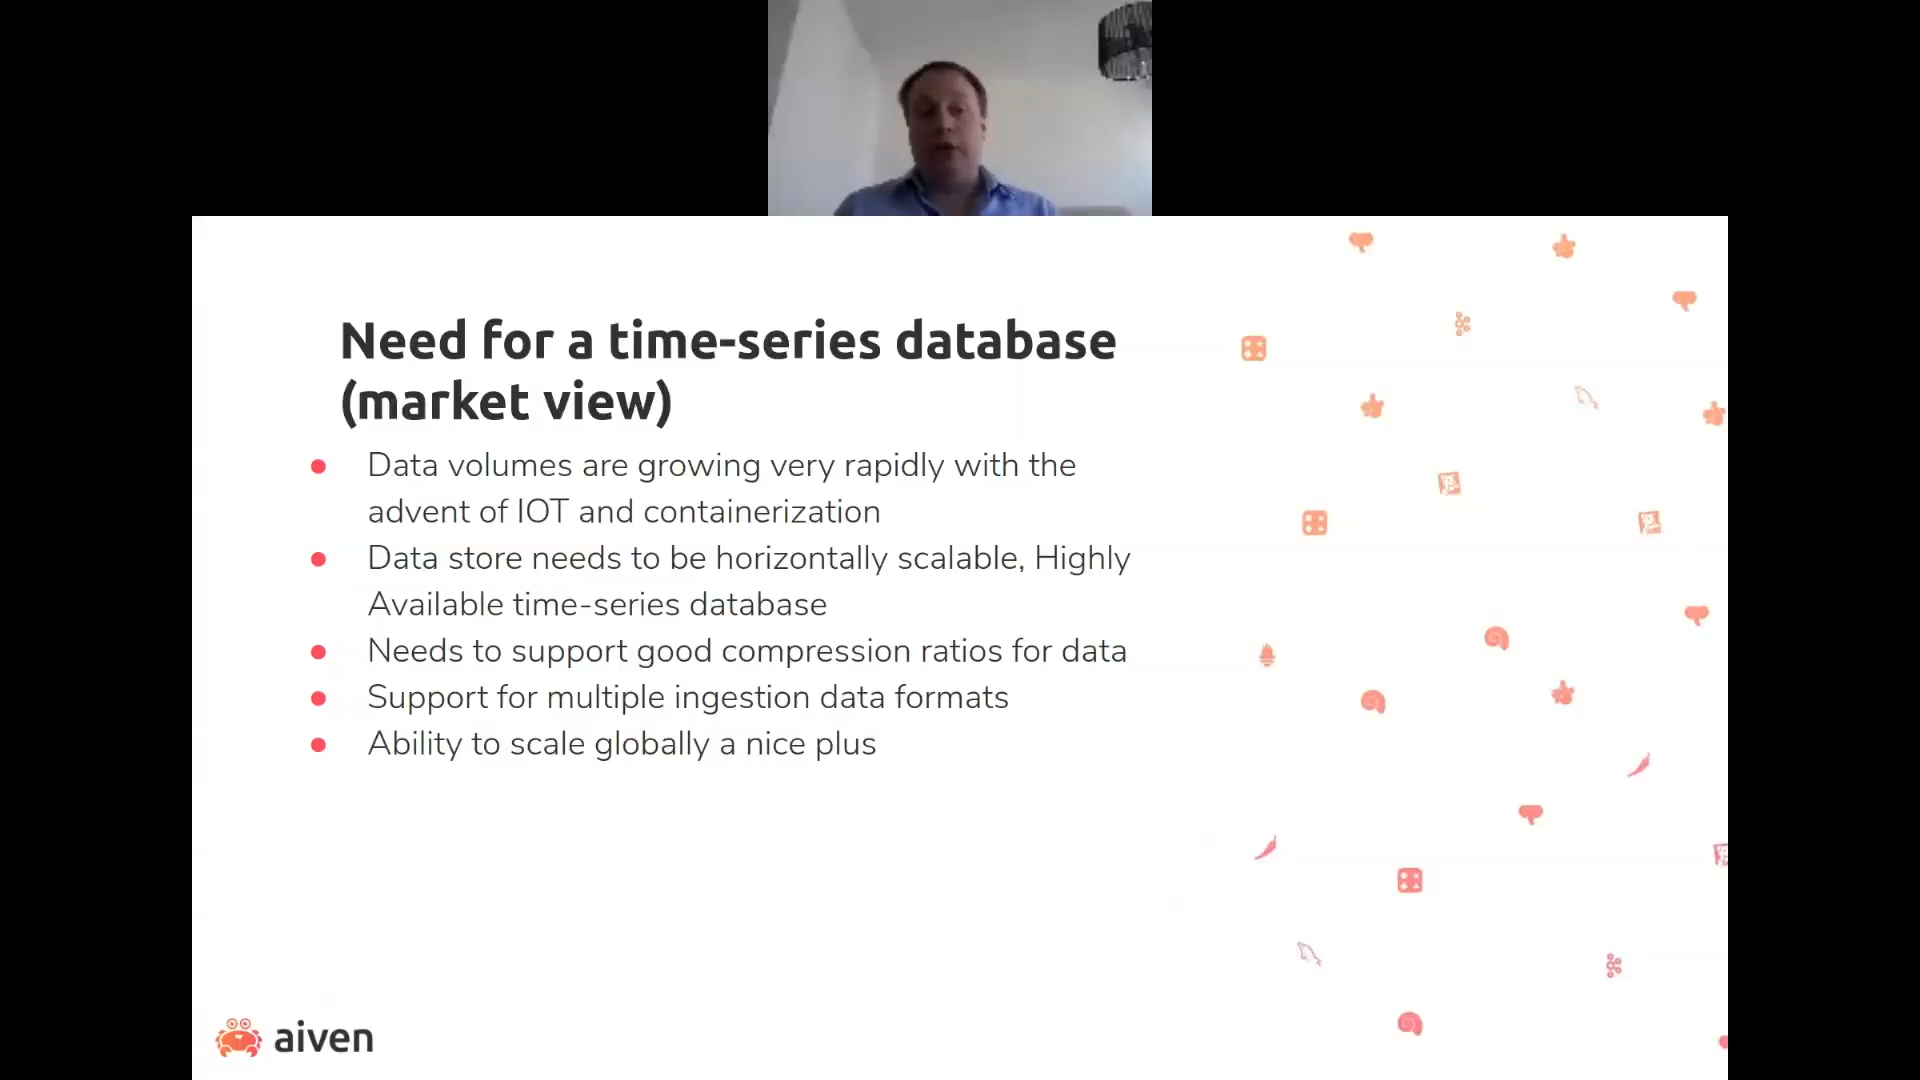 Need for a time-series database
(market view)
● Data volumes are growing very rapidly with the
advent of IOT and containerization
● Data store needs to be horizontally scalable, Highly
Available time-series database
● Needs to support good compression ratios for data
● Support for multiple ingestion data formats
● Ability to scale globally a nice plus
aiven